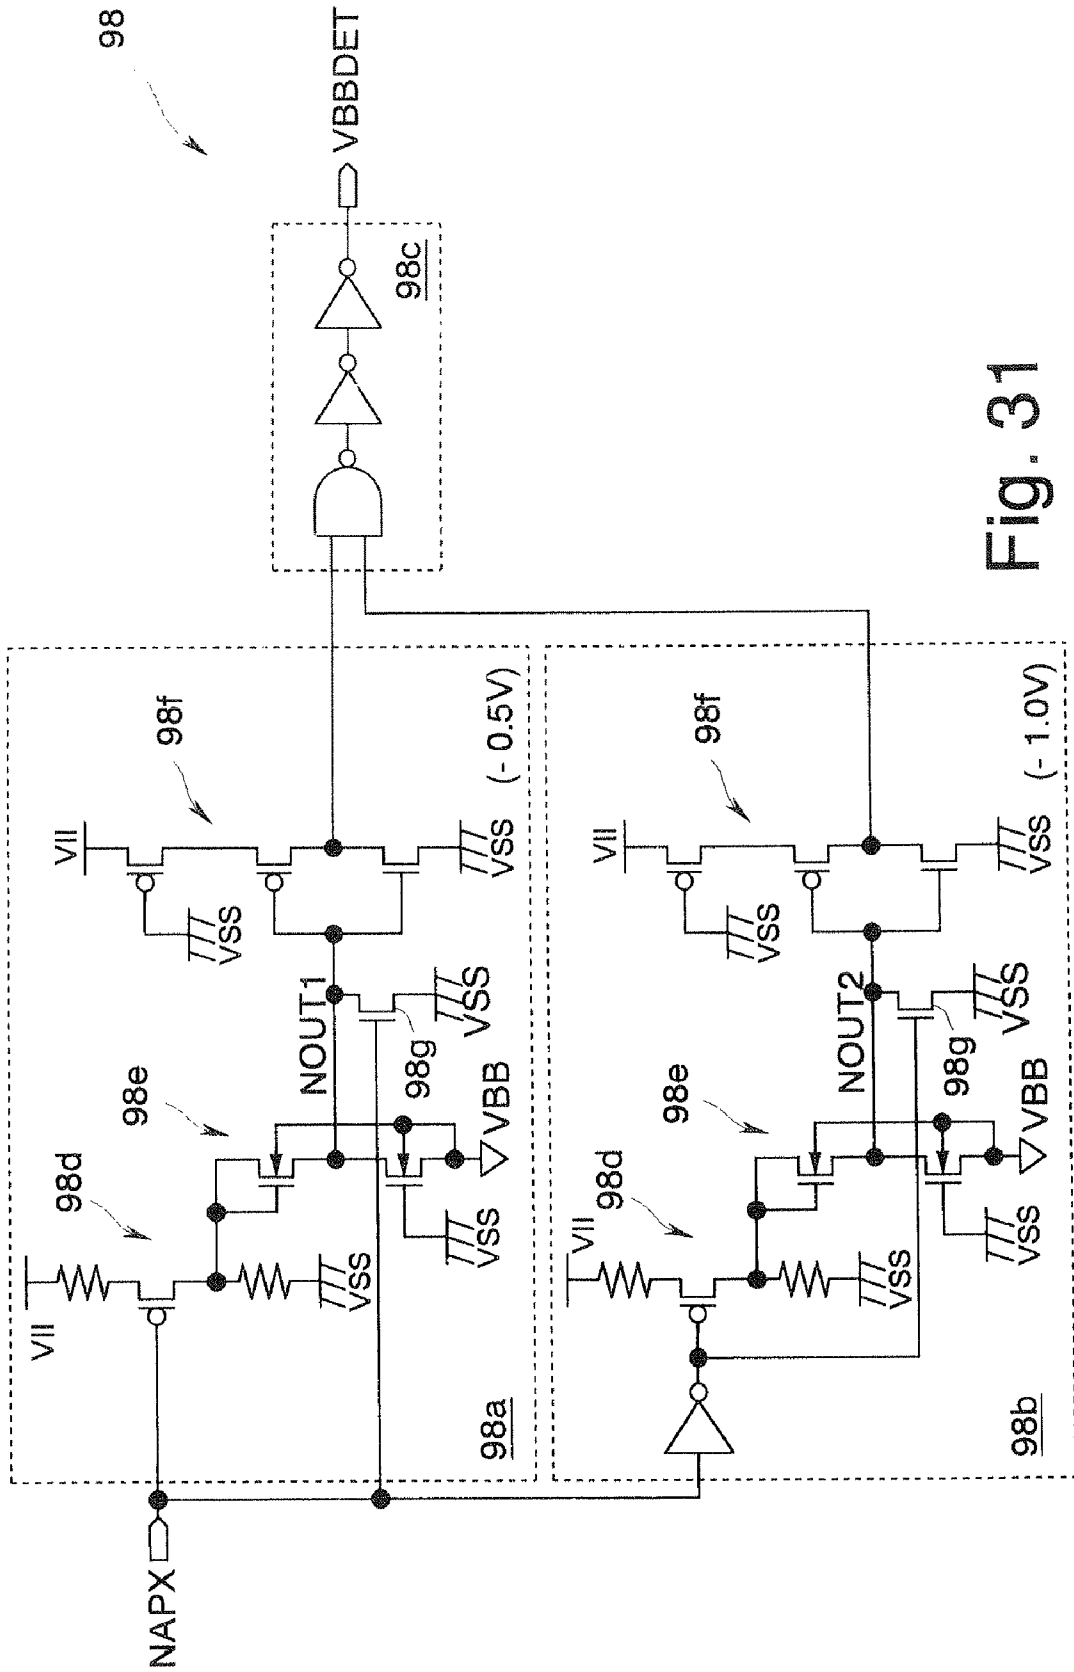 98
NAPX
VBBDET
98a
VII
98d
VSS
98e
VSS
VBB
NOUT1
98g
VSS
VII
VSS
98f
VSS
(- 0.5V)
98c
98b
VII
98d
VSS
98e
VSS
VBB
NOUT2
98g
VSS
VII
VSS
98f
VSS
(- 1.0V)
Fig. 31